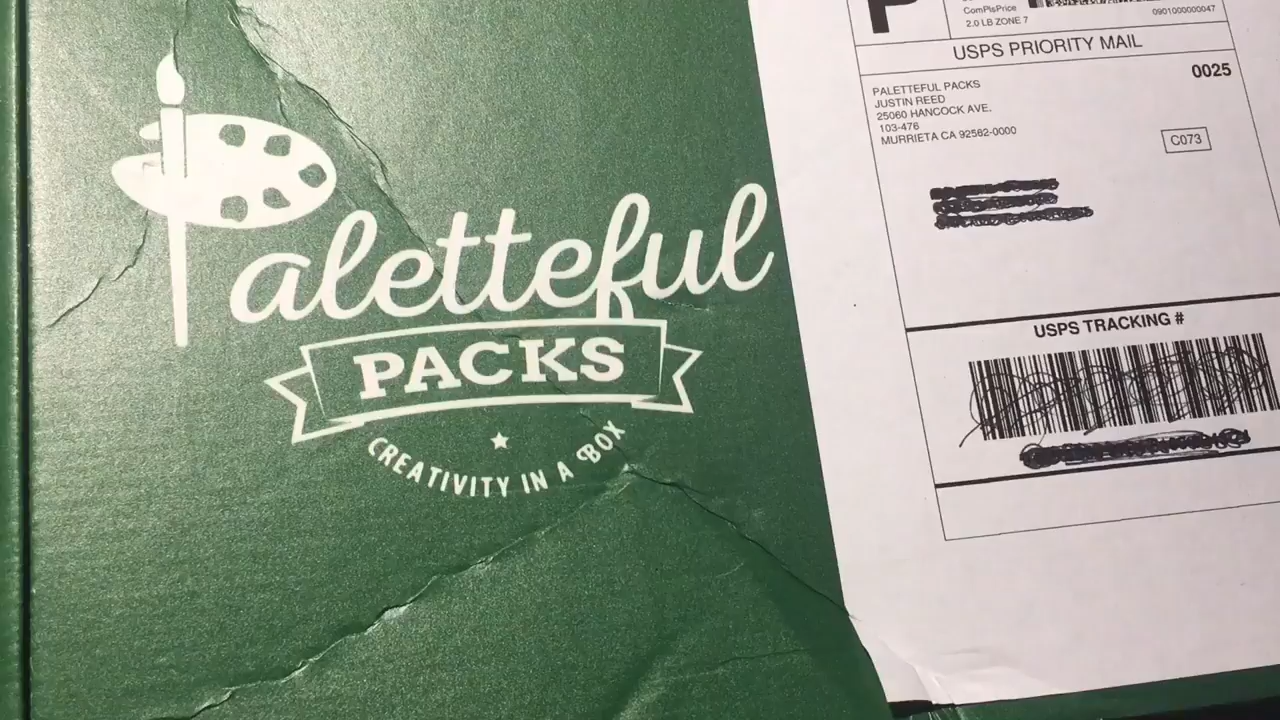 Paletteful
PACKS
CREATIVITY IN A BOX
P
ComPlsPrice
2.0 LB ZONE 7
0901000000047
USPS PRIORITY MAIL
0025
PALETTEFUL PACKS
JUSTIN REED
25060 HANCOCK AVE.
103-476
MURRIETA CA 92562-0000
C073
USPS TRACKING #